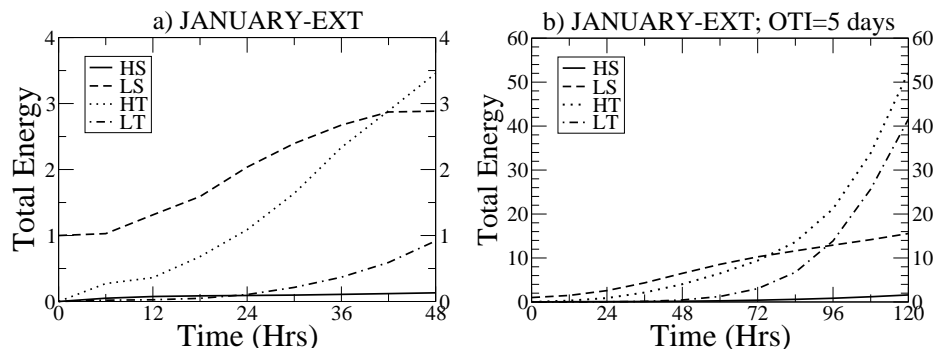 a) JANUARY-EXT
4
3
2
1
0
Total Energy
HS
LS
HT
LT
4
3
2
1
0
0
12
24
36
48
Time (Hrs)
b) JANUARY-EXT; OTI=5 days
60
50
40
30
20
10
0
Total Energy
HS
LS
HT
LT
60
50
40
30
20
10
0
0
24
48
72
96
120
Time (Hrs)